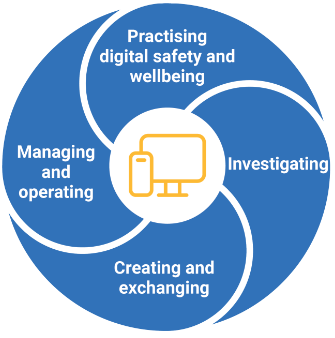 Practising
digital safety and
wellbeing
Investigating
Creating and
exchanging
Managing
and
operating